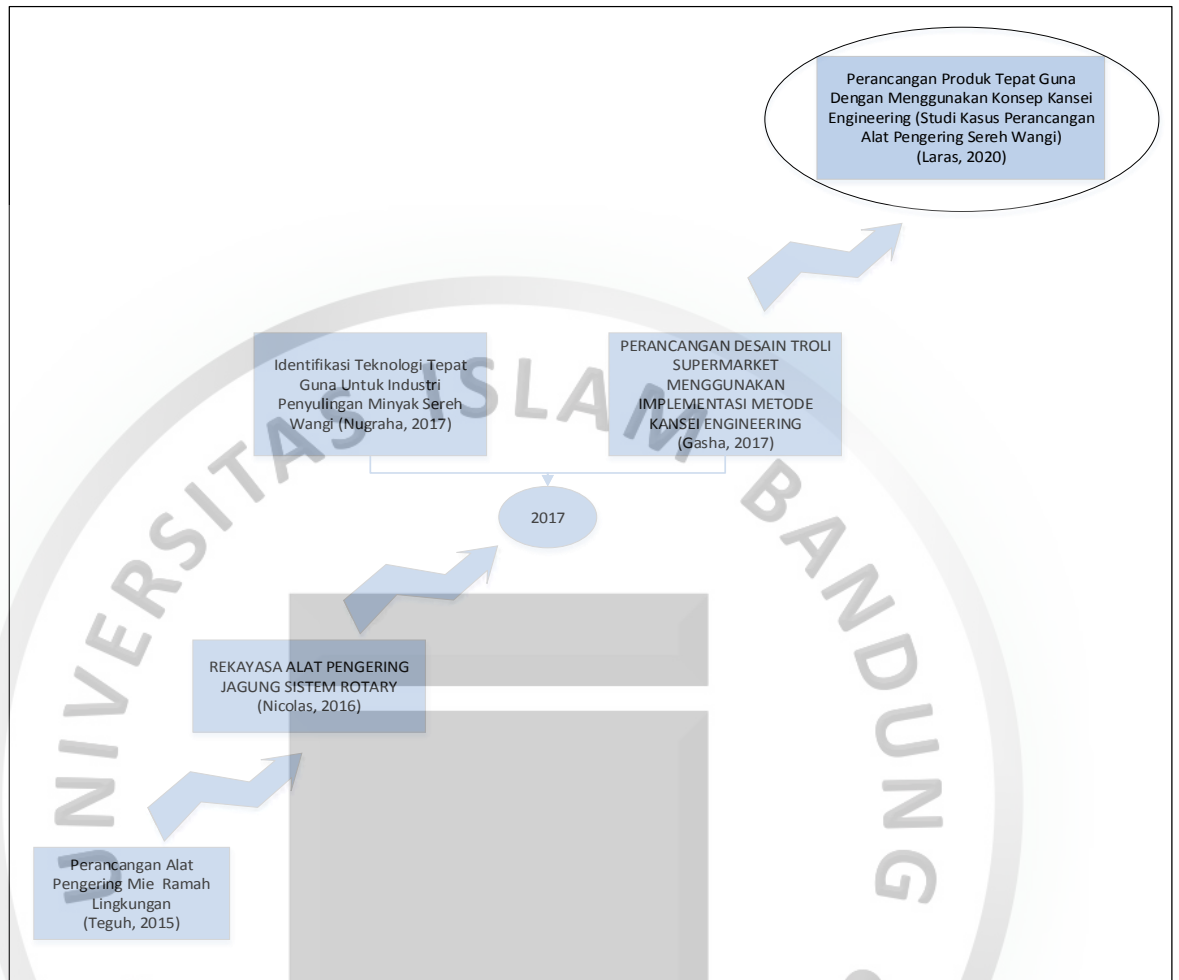 Perancangan Produk Tepat Guna
Dengan Menggunakan Konsep Kansei
Engineering (Studi Kasus Perancangan
Alat Pengering Sereh Wangi)
(Laras, 2020)
Identifikasi Teknologi Tepat
Guna Untuk Industri
Penyulingan Minyak Sereh
Wangi (Nugraha, 2017)
PERANCANGAN DESAIN TROLI
SUPERMARKET
MENGGUNAKAN
IMPLEMENTASI METODE
KANSEI ENGINEERING
(Gasha, 2017)
2017
REKAYASA ALAT PENGERING
JAGUNG SISTEM ROTARY
(Nicolas, 2016)
Perancangan Alat
Pengering Mie  Ramah
Lingkungan
(Teguh, 2015)
UNIVERSITAS ISLAM BANDUNG